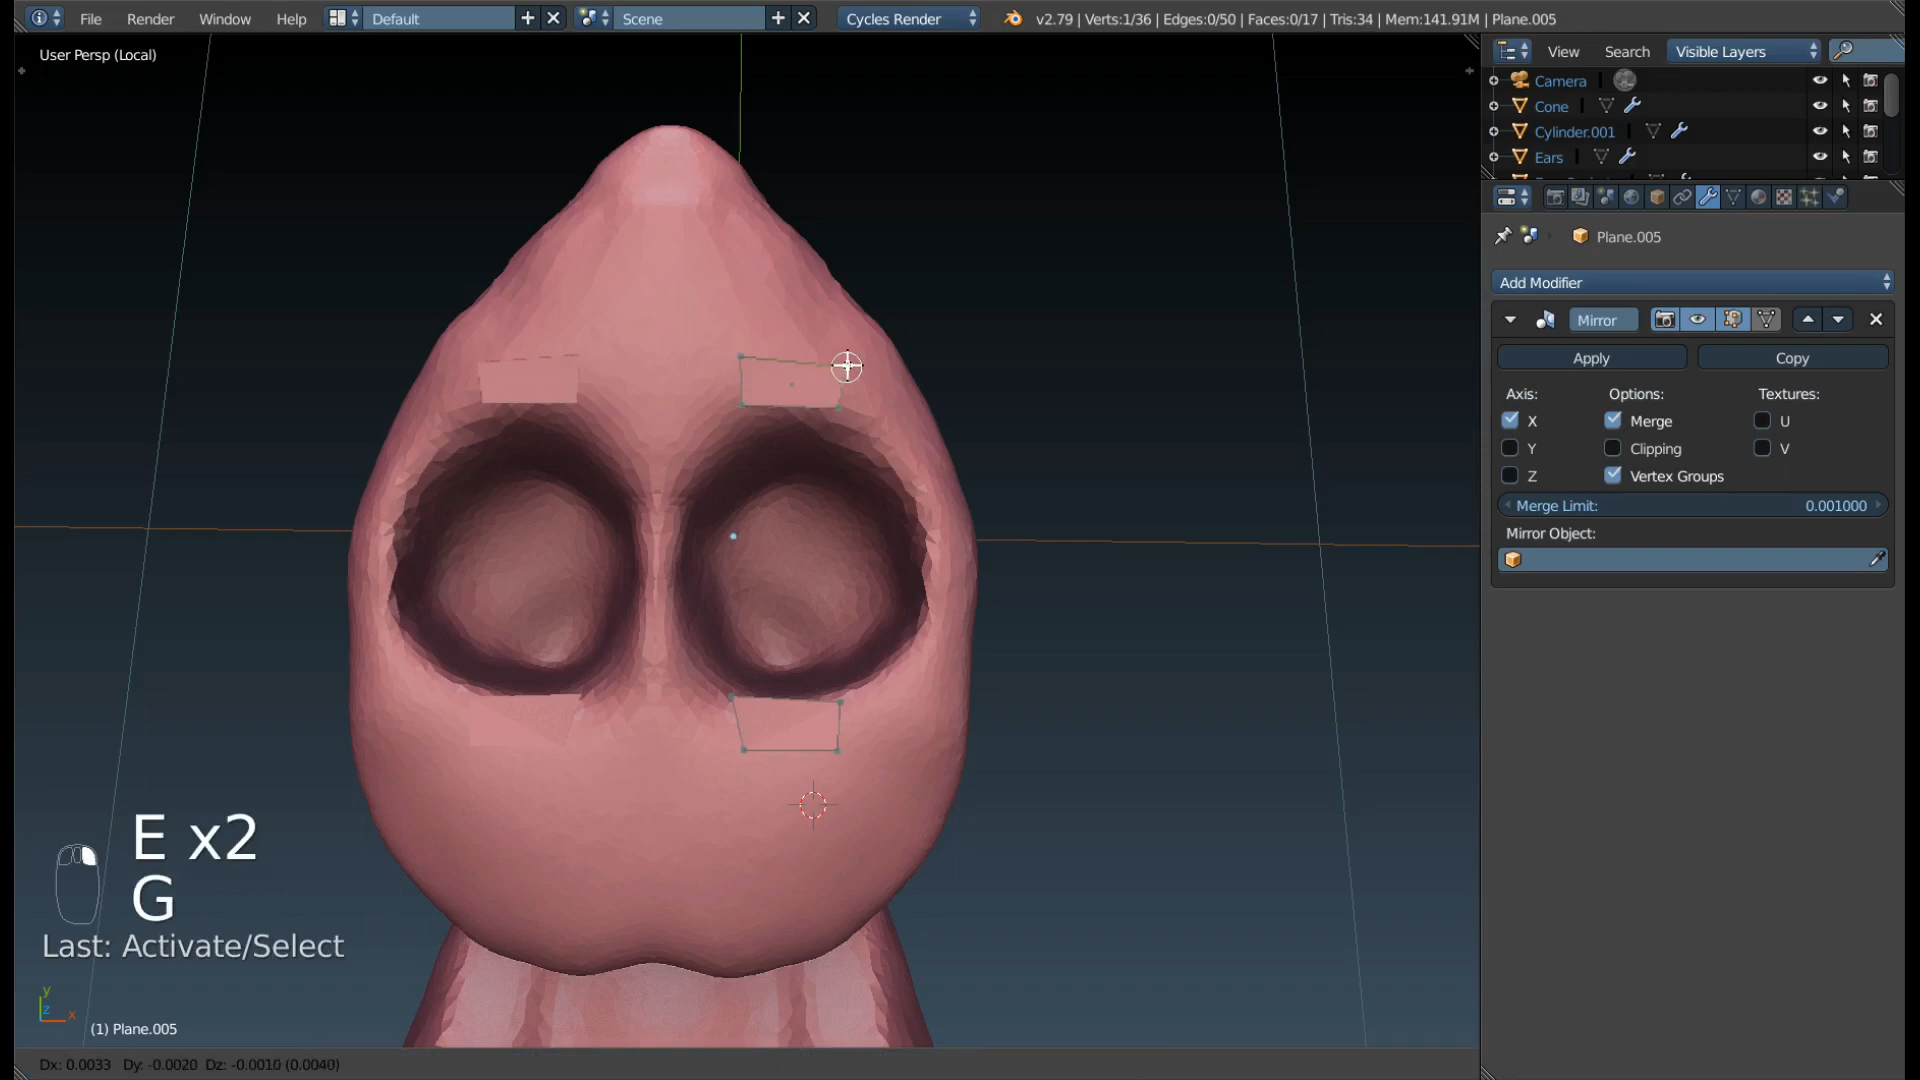 File Render Window Help Default Scene Cycles Render v2.79 | Verts:1/36 | Edges:0/50 | Faces:0/17 | Tris:34 | Mem:141.91M | Plane.005
User Persp (Local)
View Search Visible Layers
Camera
Cone
Cylinder.001
Ears
Plane.005
Add Modifier
Mirror
Apply Copy
Axis: Options: Textures:
X Merge U
Y Clipping V
Z Vertex Groups
Merge Limit: 0.001000
Mirror Object:
E x2
G
Last: Activate/Select
y
z x
(1) Plane.005
Dx: 0.0033 Dy: -0.0020 Dz: -0.0010 (0.0040)